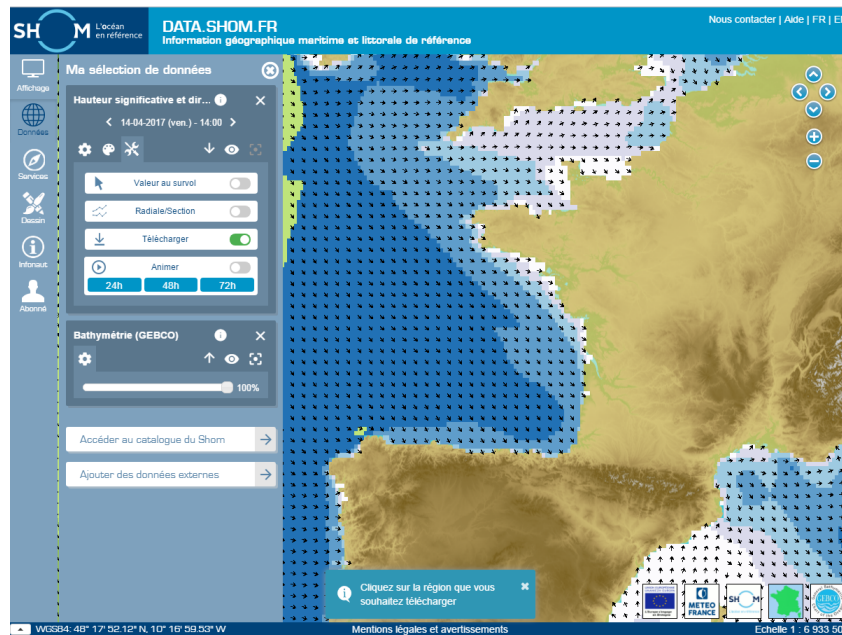 SHOM
L'océan
en référence
DATA.SHOM.FR
Information géographique maritime et littorale de référence
Nous contacter | Aide | FR |
Affichage
Données
Services
Dessin
Infonaut
Abonné
Ma sélection de données
Hauteur significative et dir...
14-04-2017 (ven.) - 14:00
Valeur au survol
Radiale/Section
Télécharger
Animer
24h 48h 72h
Bathymétrie (GEBCO)
100%
Accéder au catalogue du Shom
Ajouter des données externes
Cliquez sur la région que vous
souhaitez télécharger
METEO
FRANCE
SHOM
GEBCO
WGS84: 48° 17' 52.12" N, 10° 16' 59.53" W
Mentions légales et avertissements
Echelle 1 : 6 933 50